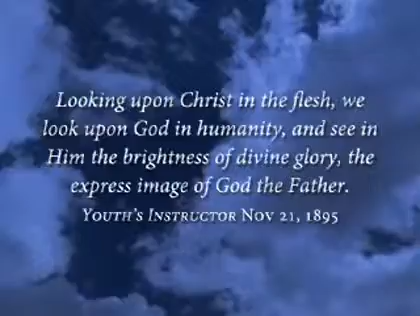 Looking upon Christ in the flesh, we
look upon God in humanity, and see in
Him the brightness of divine glory, the
express image of God the Father.
Youth's Instructor Nov 21, 1895